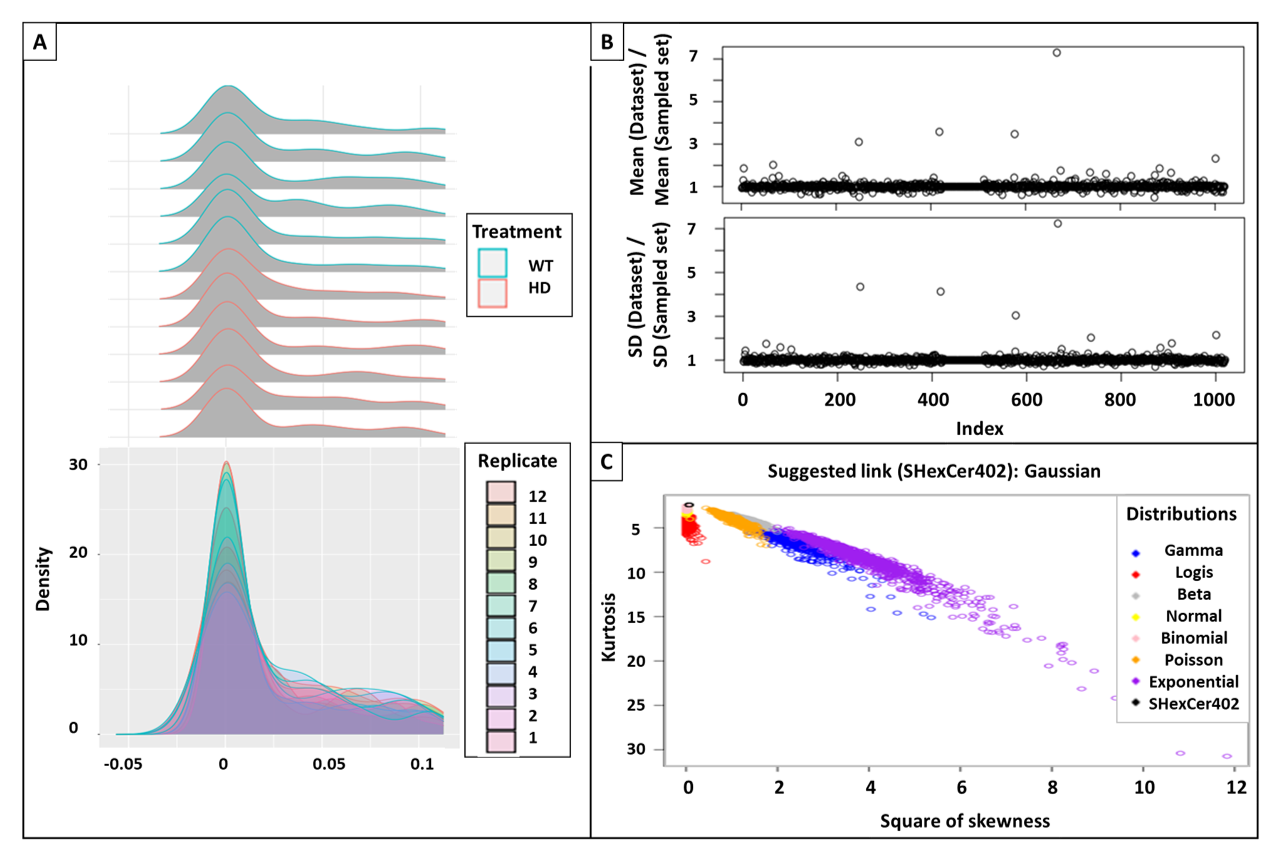 A
Treatment
WT
HD
30
20
10
0
Density
-0.05
0
0.05
0.1
Replicate
12
11
10
9
8
7
6
5
4
3
2
1
B
Mean (Dataset) /
Mean (Sampled set)
7
5
3
1
SD (Dataset) /
SD (Sampled set)
7
5
3
1
0
200
400
600
800
1000
Index
C
Suggested link (SHexCer402): Gaussian
Kurtosis
5
10
15
20
25
30
0
2
4
6
8
10
12
Square of skewness
Distributions
Gamma
Logis
Beta
Normal
Binomial
Poisson
Exponential
SHexCer402